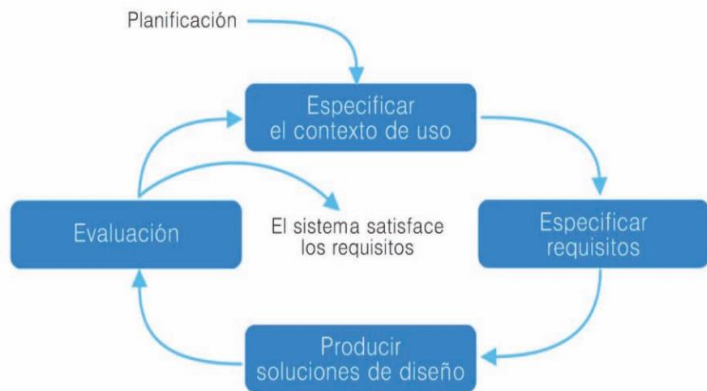 Planificación
Especificar
el contexto de uso
Evaluación
El sistema satisface
los requisitos
Especificar
requisitos
Producir
soluciones de diseño